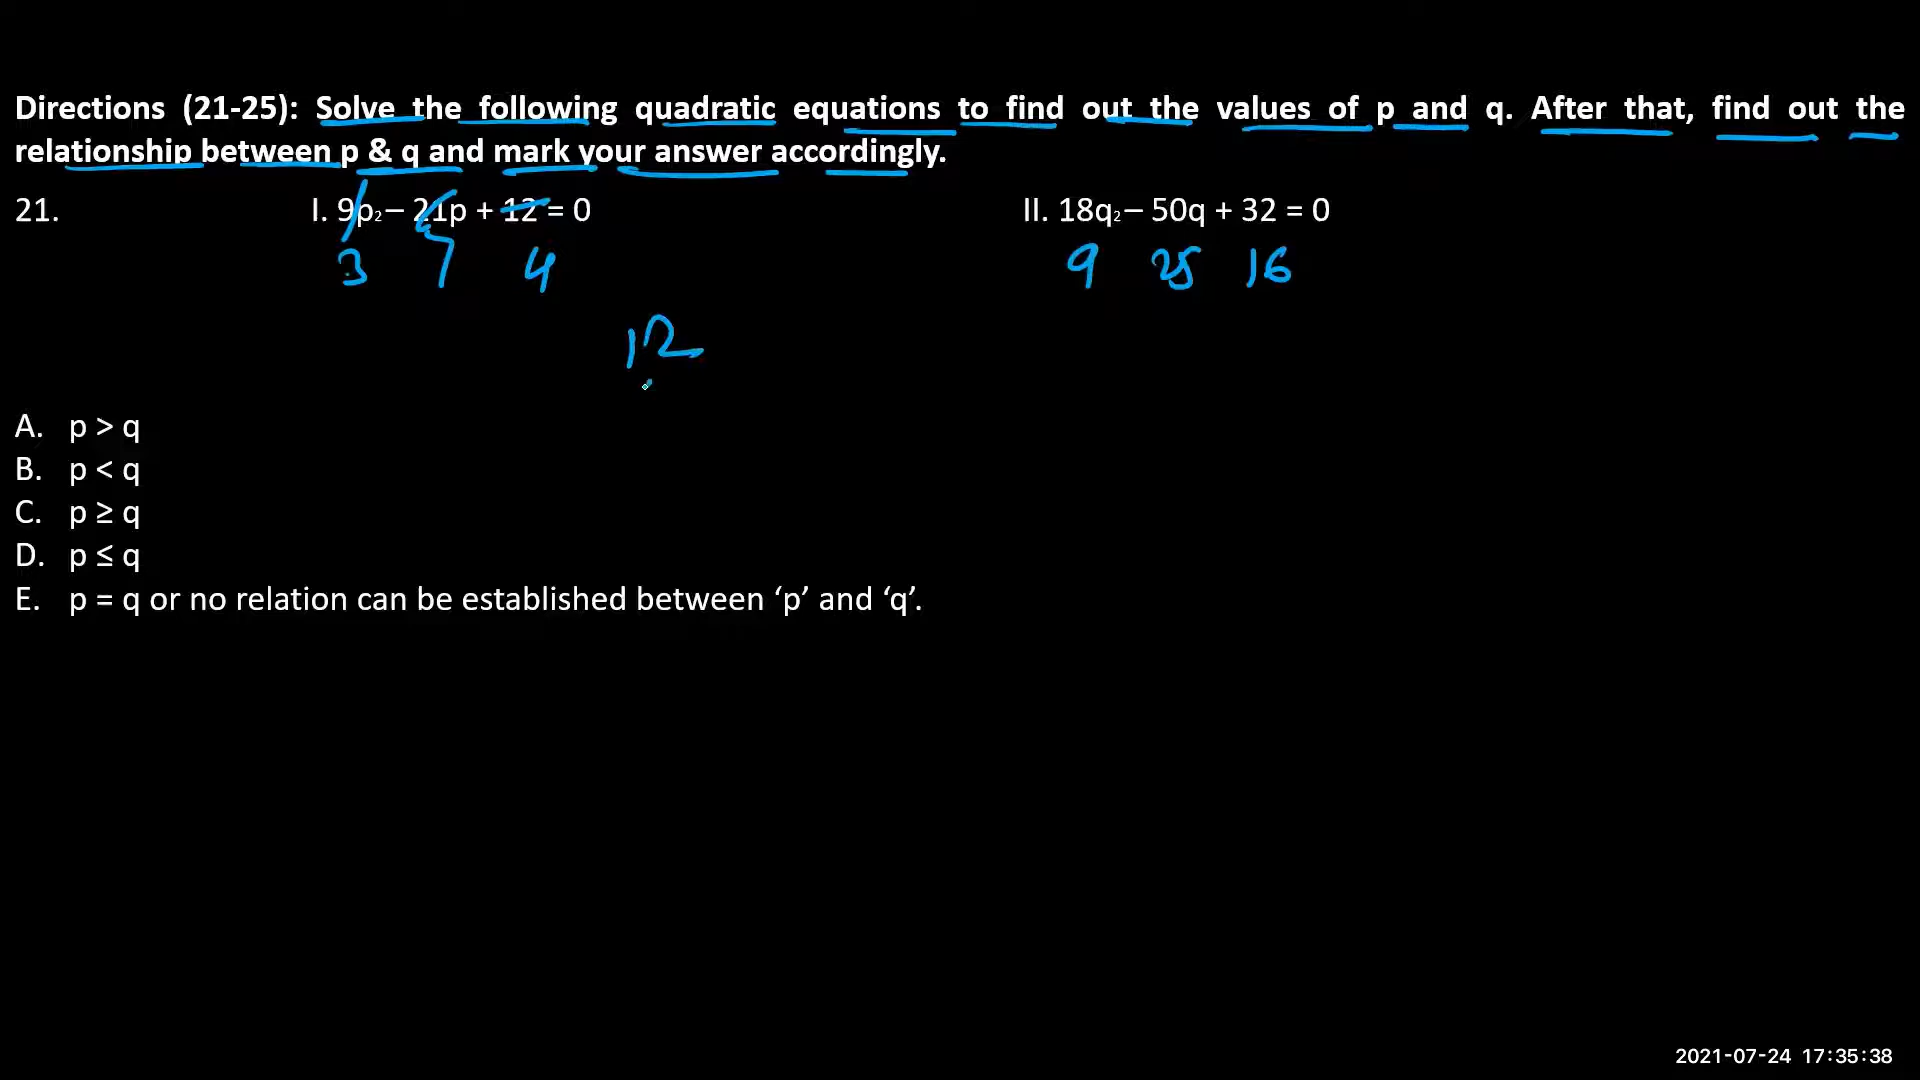 Directions (21-25): Solve the following quadratic equations to find out the values of p and q. After that, find out the
relationship between p & q and mark your answer accordingly.
21. I. 9p2 – 21p + 12 = 0 II. 18q2 – 50q + 32 = 0
3 7 4 9 25 16
12
A. p > q
B. p < q
C. p ≥ q
D. p ≤ q
E. p = q or no relation can be established between ‘p’ and ‘q’.
2021-07-24 17:35:38